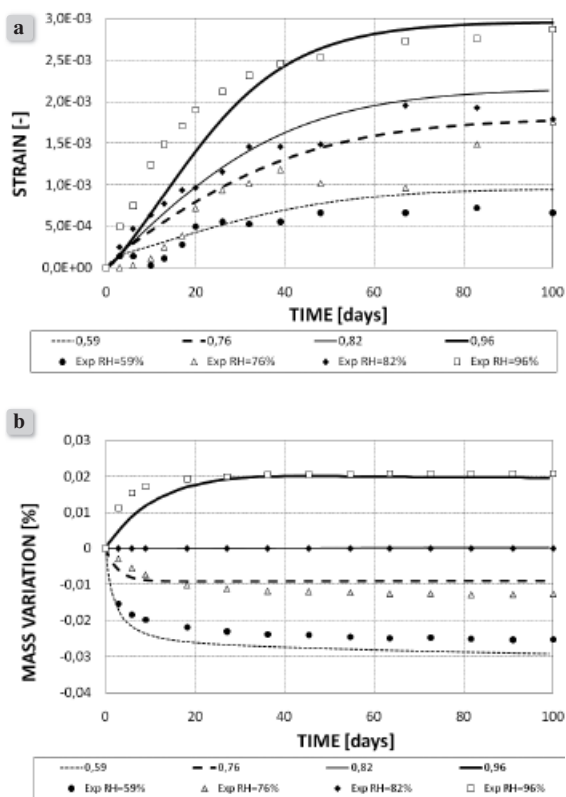 a
3,0E-03
2,5E-03
2,0E-03
1,5E-03
1,0E-03
5,0E-04
0,0E+00
STRAIN [-]
0 20 40 60 80 100
TIME [days]
0,59 0,76 0,82 0,96
Exp RH=59% Exp RH=76% Exp RH=82% Exp RH=96%
b
0,03
0,02
0,01
0
-0,01
-0,02
-0,03
-0,04
MASS VARIATION [%]
0 20 40 60 80 100
TIME [days]
0,59 0,76 0,82 0,96
Exp RH=59% Exp RH=76% Exp RH=82% Exp RH=96%